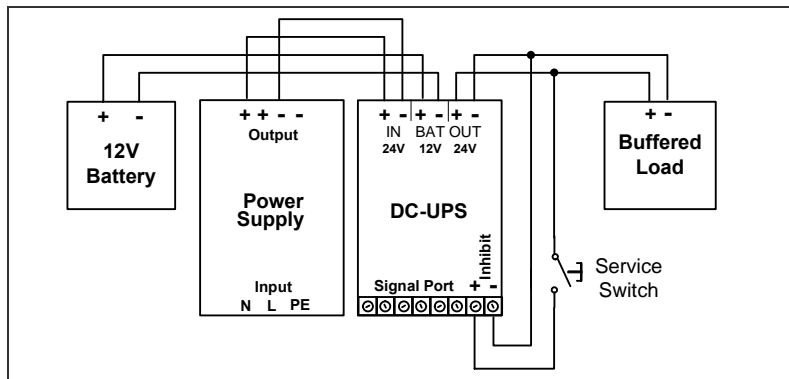 + -
12V
Battery
+ + - -
Output
Power
Supply
Input
N L PE
+ - + - + -
IN BAT OUT
24V 12V 24V
DC-UPS
Inhibit
Signal Port + -
+ -
Buffered
Load
Service
Switch